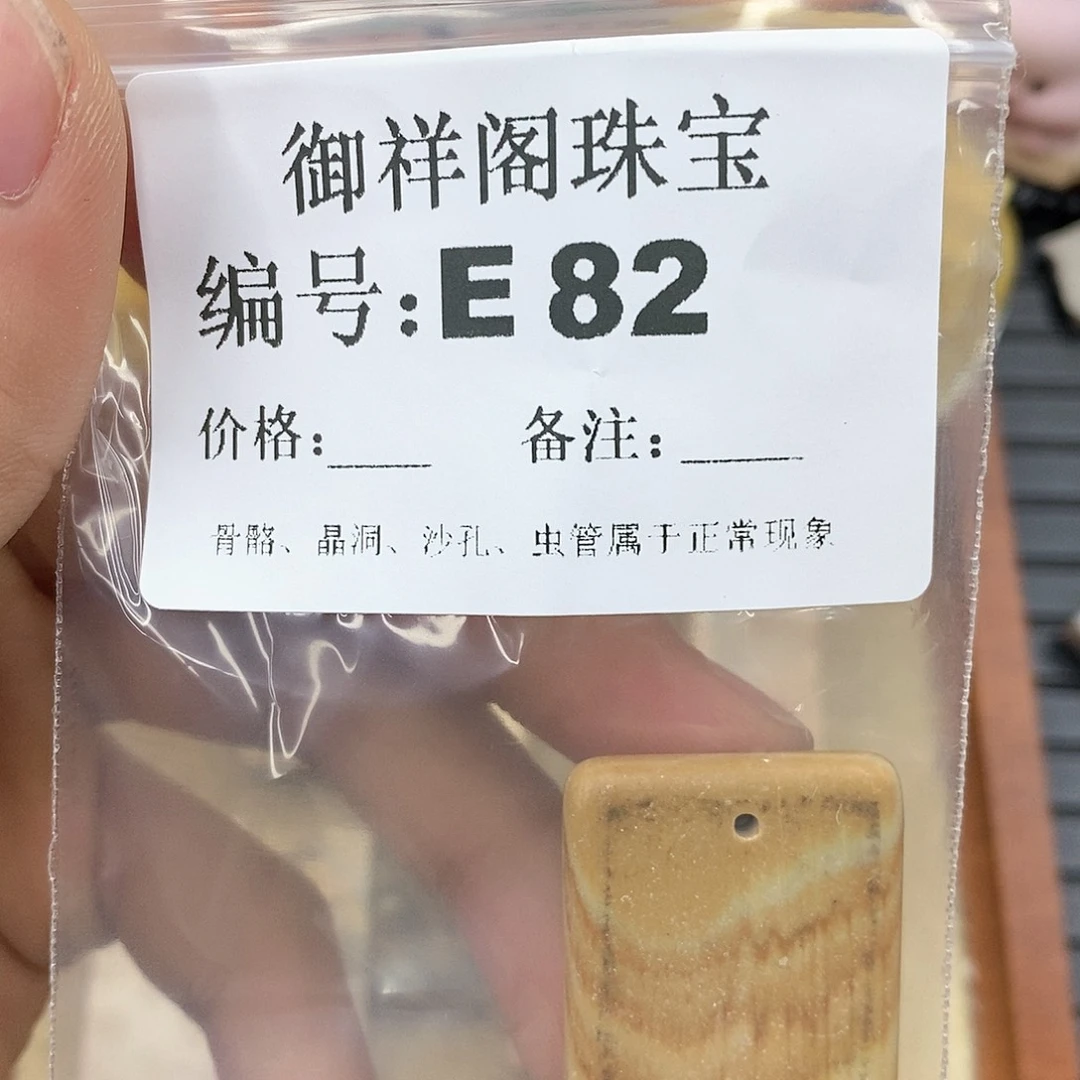 御祥阁珠宝
编号:E 82
价格:____ 备注:____
骨骼、晶洞、沙孔、虫管属于正常现象